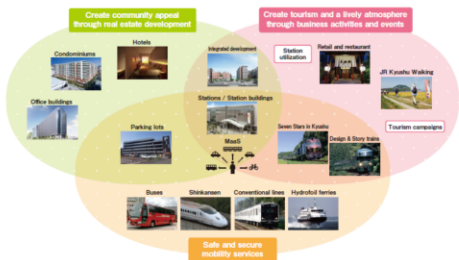 Create community appeal
through real estate development
Create tourism and a lively atmosphere
through business activities and events
Hotels
Condominiums
Integrated development
Station
utilization
Retail and restaurant
JR Kyushu Walking
Office buildings
Stations / Station buildings
Parking lots
Seven Stars in Kyushu
Design & Story trains
Tourism campaigns
MaaS
Buses
Shinkansen
Conventional lines
Hydrofoil ferries
Safe and secure
mobility services